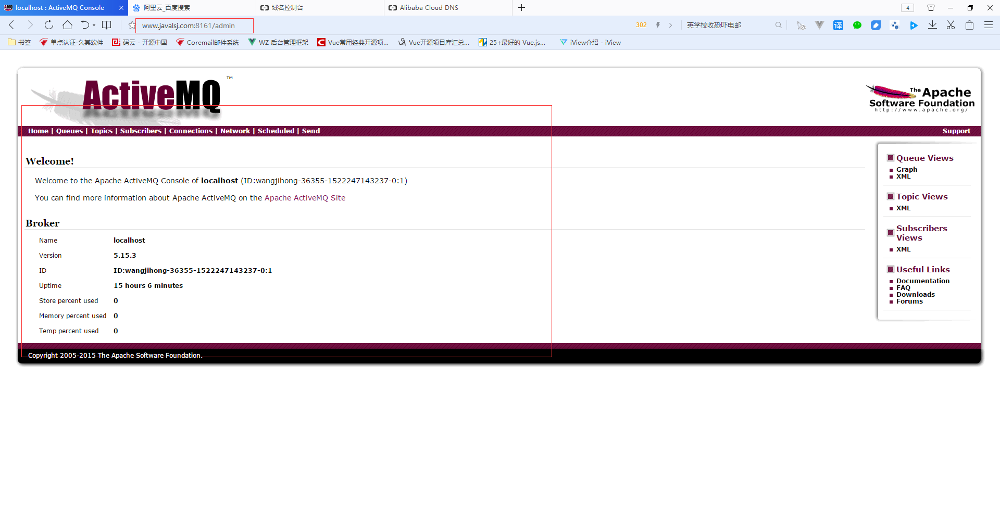 localhost : ActiveMQ Console
阿里云_百度搜索
域名控制台
Alibaba Cloud DNS
4
www.javalsj.com:8161/admin
302
英学校收恐吓电邮
译
书签
单点认证-久其软件
码云 - 开源中国
Coremail邮件系统
WZ 后台管理框架
Vue常用经典开源项...
Vue开源项目库汇总...
25+最好的 Vue.js...
iView介绍 - iView
ActiveMQ ™
The Apache
Software Foundation
http://www.apache.org/
Home | Queues | Topics | Subscribers | Connections | Network | Scheduled | Send
Support
Welcome!
Welcome to the Apache ActiveMQ Console of localhost (ID:wangjihong-36355-1522247143237-0:1)
You can find more information about Apache ActiveMQ on the Apache ActiveMQ Site
Broker
Name localhost
Version 5.15.3
ID ID:wangjihong-36355-1522247143237-0:1
Uptime 15 hours 6 minutes
Store percent used 0
Memory percent used 0
Temp percent used 0
Queue Views
Graph
XML
Topic Views
XML
Subscribers
Views
XML
Useful Links
Documentation
FAQ
Downloads
Forums
Copyright 2005-2015 The Apache Software Foundation.